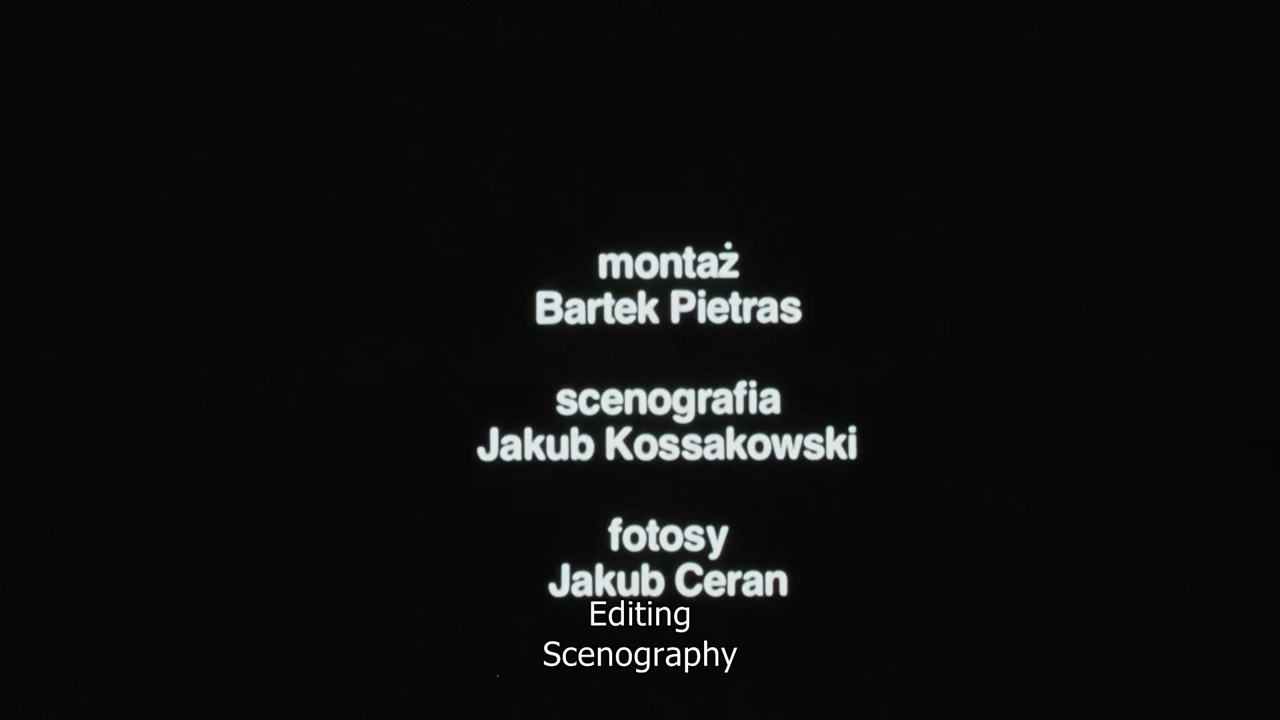 montaż
Bartek Pietras
scenografia
Jakub Kossakowski
fotosy
Jakub Ceran
Editing
Scenography